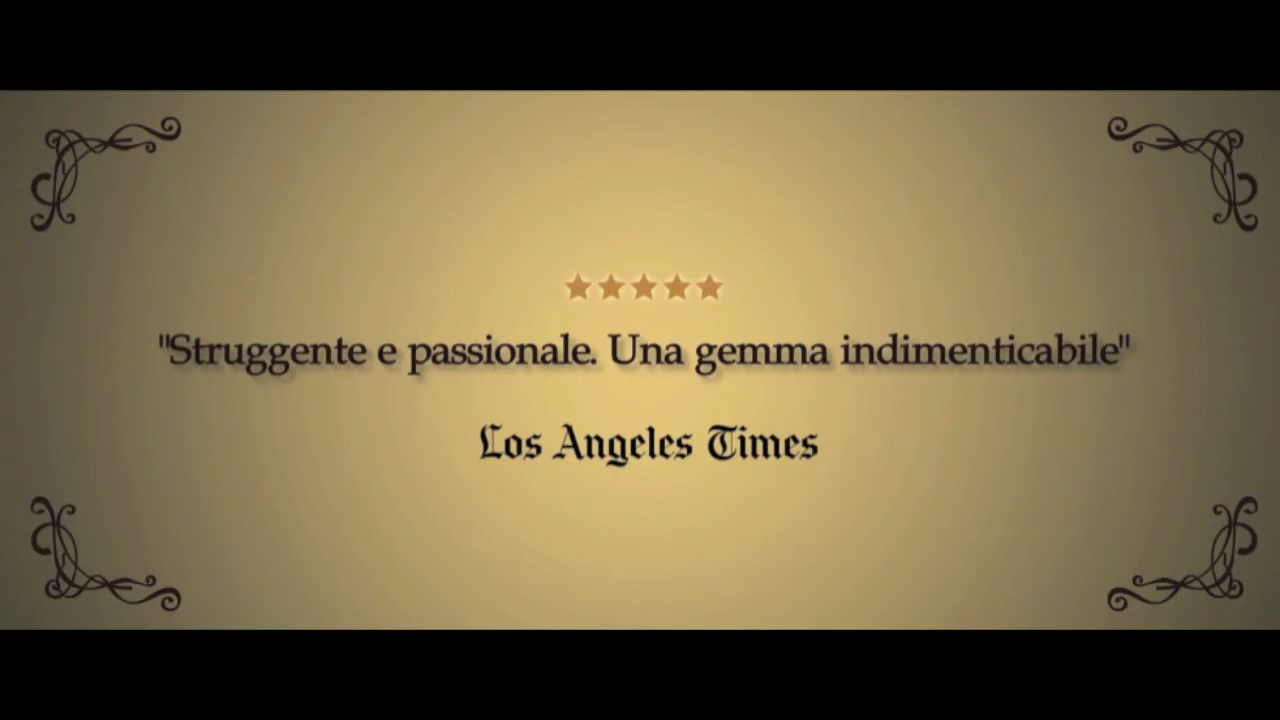 "Struggente e passionale. Una gemma indimenticabile"
Los Angeles Times